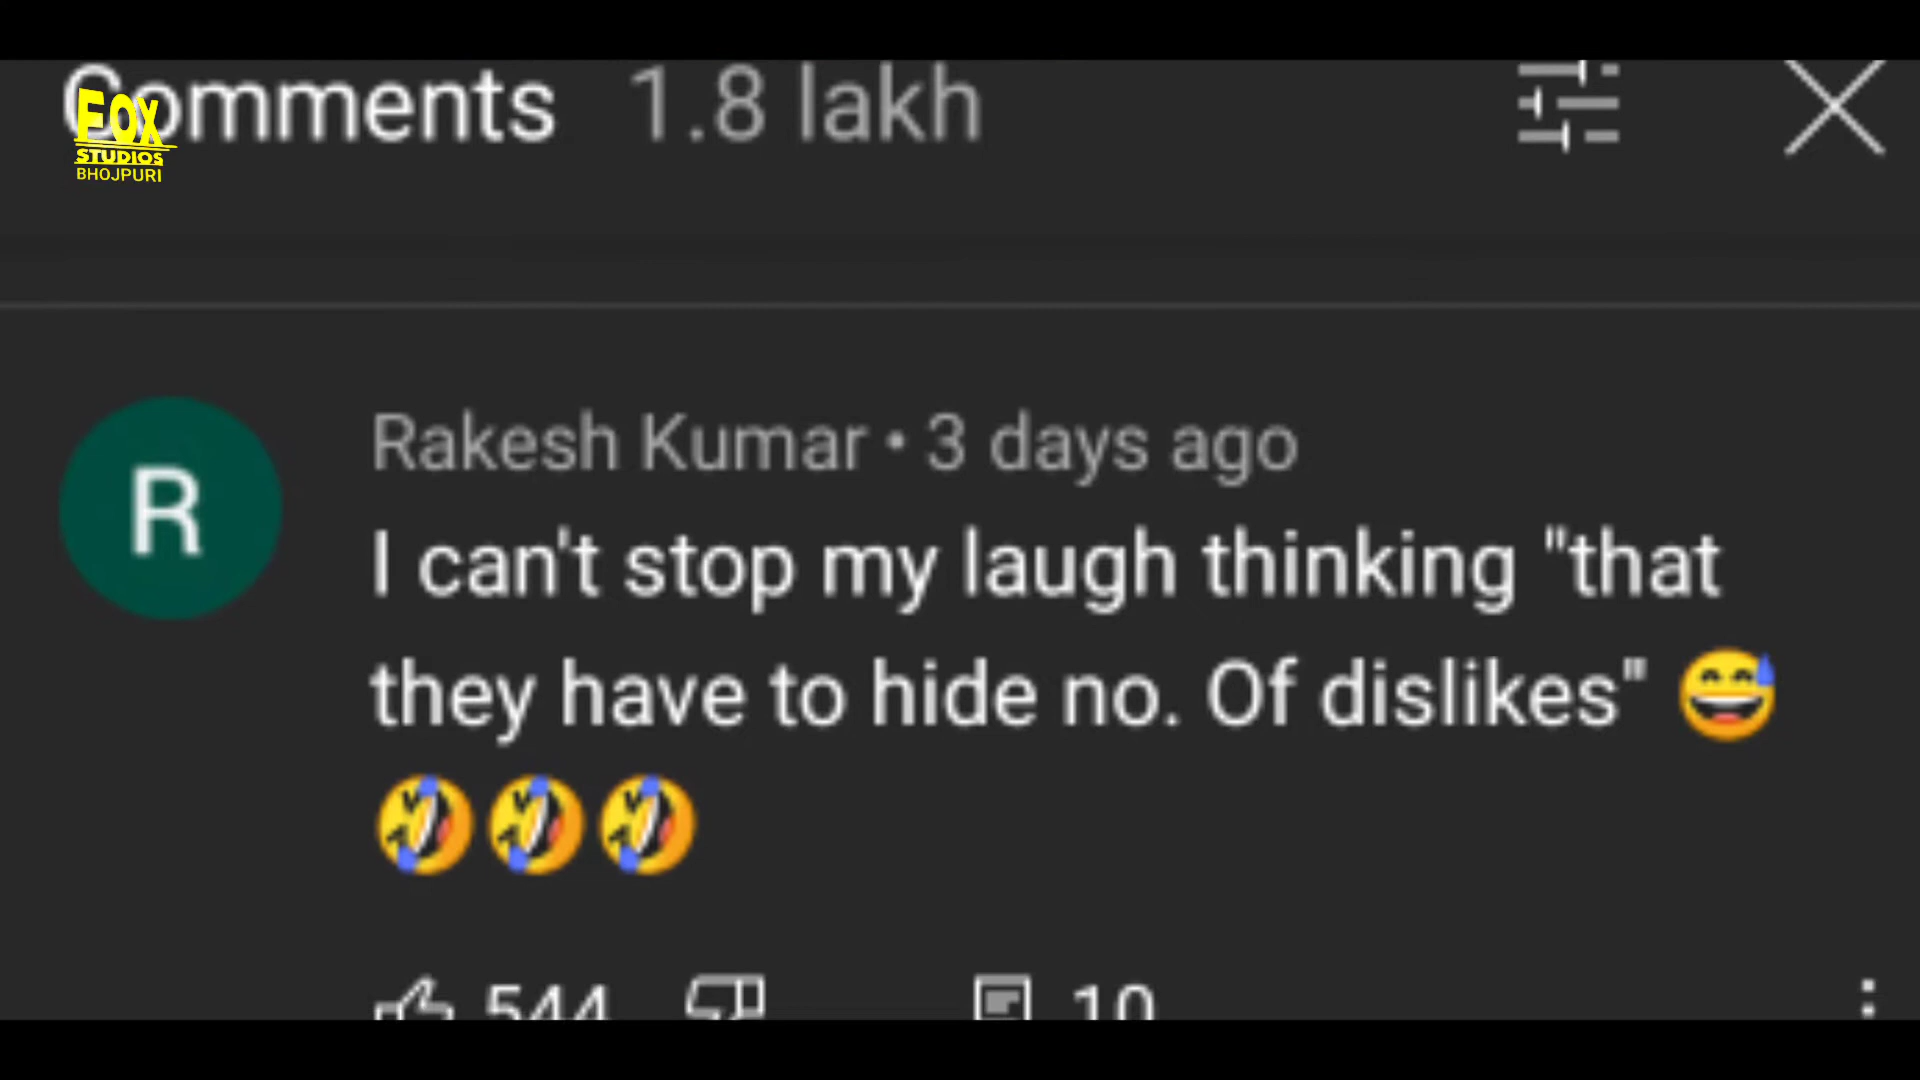 Comments 1.8 lakh
FOX
STUDIOS
BHOJPURI
R
Rakesh Kumar • 3 days ago
I can't stop my laugh thinking "that
they have to hide no. Of dislikes" 😅
🤣🤣🤣
544 10